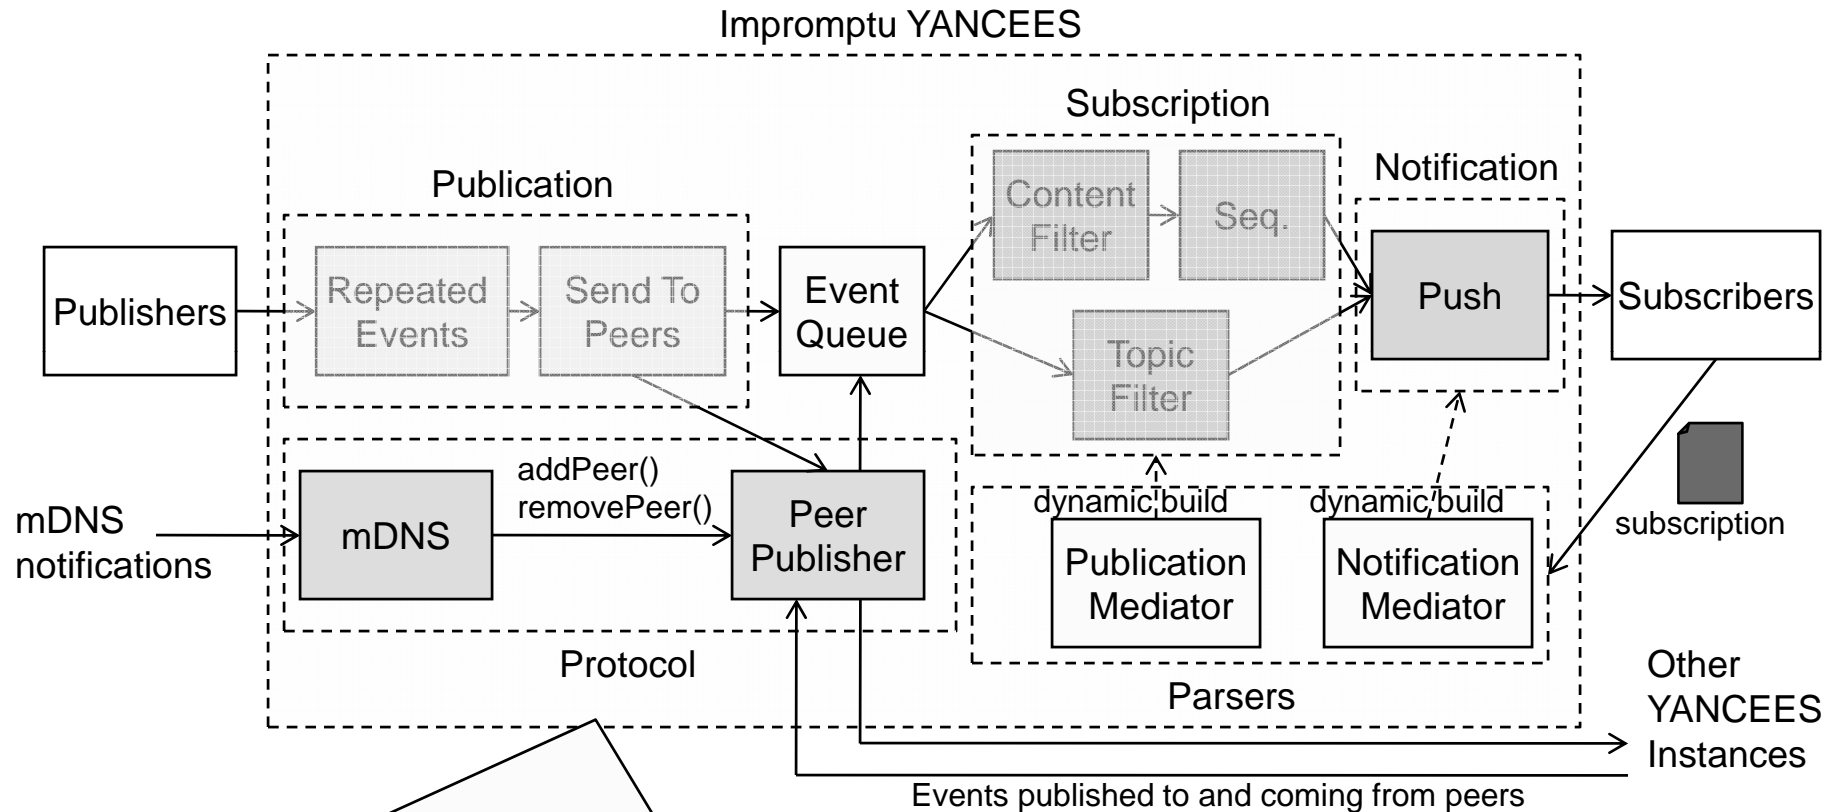 Impromptu YANCEES
Subscription
Notification
Publication
Content
Filter
Seq.
Publishers
Repeated
Events
Send To
Peers
Event
Queue
Topic
Filter
Push
Subscribers
mDNS
notifications
mDNS
addPeer()
removePeer()
Peer
Publisher
dynamic build
dynamic build
Publication
Mediator
Notification
Mediator
subscription
Protocol
Parsers
Other
YANCEES
Instances
Events published to and coming from peers